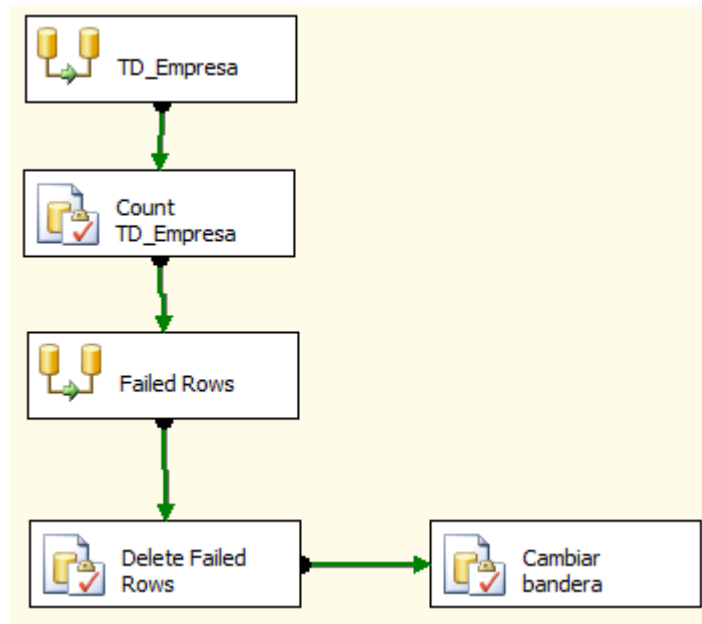 TD_Empresa
Count
TD_Empresa
Failed Rows
Delete Failed
Rows
Cambiar
bandera